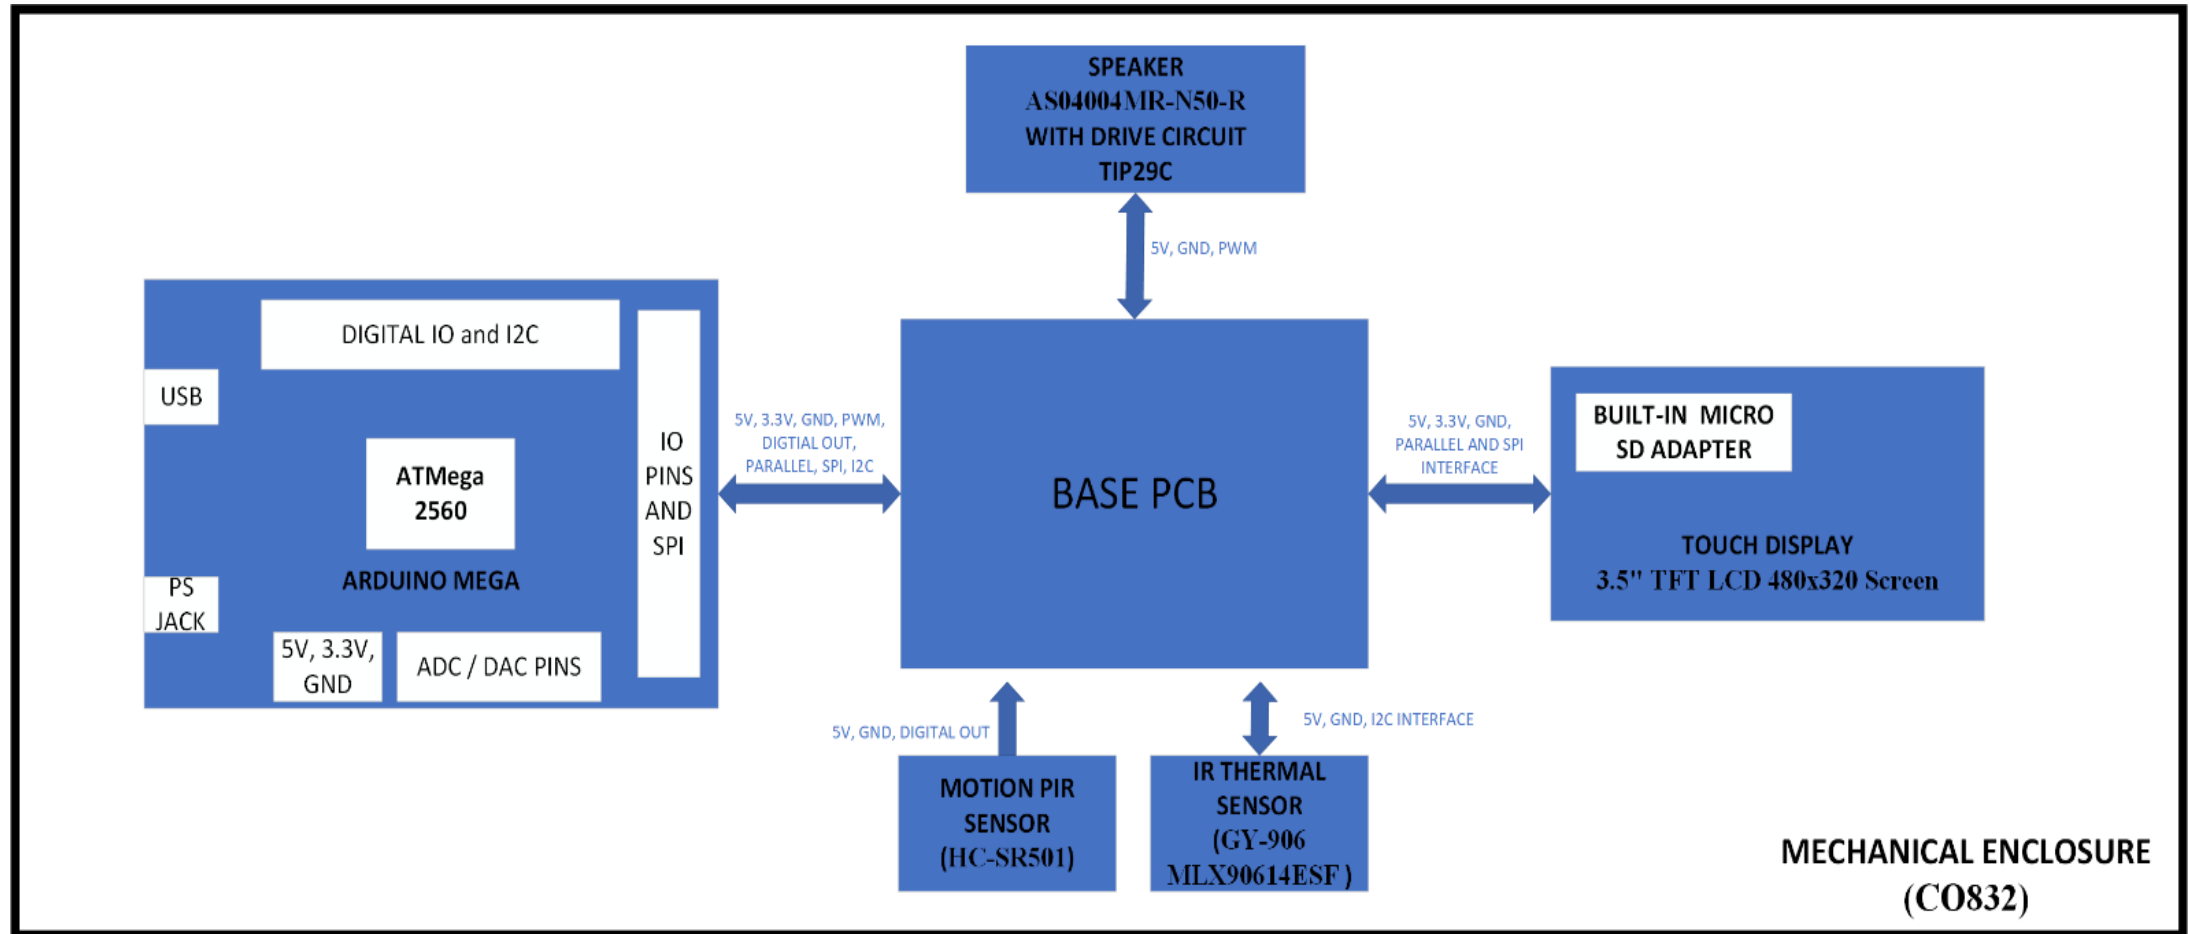 SPEAKER
AS04004MR-N50-R
WITH DRIVE CIRCUIT
TIP29C
5V, GND, PWM
DIGITAL IO and I2C
USB
ATMega
2560
ARDUINO MEGA
PS
JACK
5V, 3.3V,
GND
ADC / DAC PINS
IO
PINS
AND
SPI
5V, 3.3V, GND, PWM,
DIGTIAL OUT,
PARALLEL, SPI, I2C
BASE PCB
5V, 3.3V, GND,
PARALLEL AND SPI
INTERFACE
BUILT-IN MICRO
SD ADAPTER
TOUCH DISPLAY
3.5" TFT LCD 480x320 Screen
5V, GND, DIGITAL OUT
MOTION PIR
SENSOR
(HC-SR501)
5V, GND, I2C INTERFACE
IR THERMAL
SENSOR
(GY-906
MLX90614ESF)
MECHANICAL ENCLOSURE
(CO832)